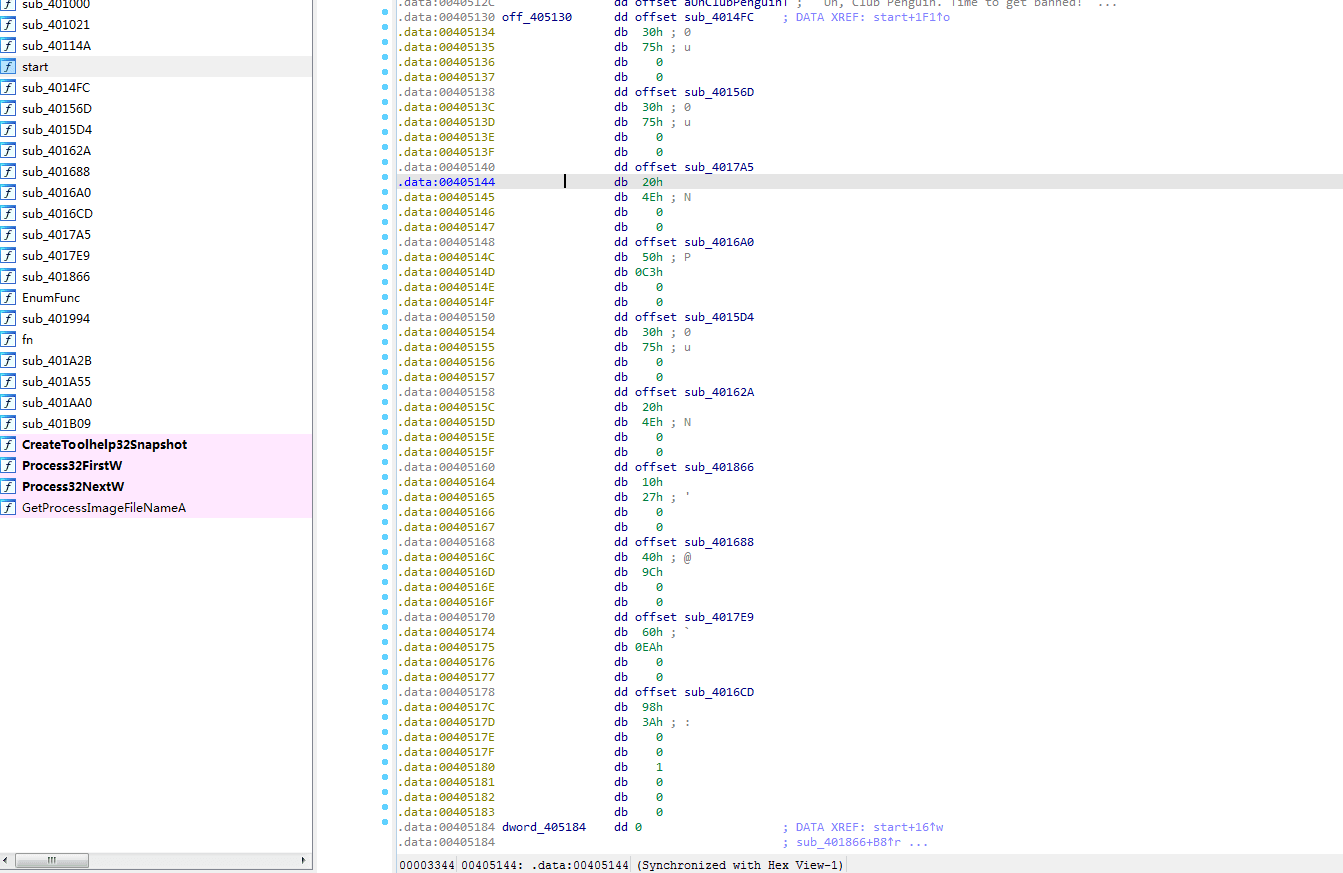 sub_401000
sub_401021
sub_40114A
start
sub_4014FC
sub_40156D
sub_4015D4
sub_40162A
sub_401688
sub_4016A0
sub_4016CD
sub_4017A5
sub_4017E9
sub_401866
EnumFunc
sub_401994
fn
sub_401A2B
sub_401A55
sub_401AA0
sub_401B09
CreateToolhelp32Snapshot
Process32FirstW
Process32NextW
GetProcessImageFileNameA
.data:0040512C dd offset aUhClubPenguinT ; "Uh, Club Penguin. Time to get banned!" ...
.data:00405130 off_405130 dd offset sub_4014FC ; DATA XREF: start+1F1↑o
.data:00405134 db 30h ; 0
.data:00405135 db 75h ; u
.data:00405136 db 0
.data:00405137 db 0
.data:00405138 dd offset sub_40156D
.data:0040513C db 30h ; 0
.data:0040513D db 75h ; u
.data:0040513E db 0
.data:0040513F db 0
.data:00405140 dd offset sub_4017A5
.data:00405144 db 20h
.data:00405145 db 4Eh ; N
.data:00405146 db 0
.data:00405147 db 0
.data:00405148 dd offset sub_4016A0
.data:0040514C db 50h ; P
.data:0040514D db 0C3h
.data:0040514E db 0
.data:0040514F db 0
.data:00405150 dd offset sub_4015D4
.data:00405154 db 30h ; 0
.data:00405155 db 75h ; u
.data:00405156 db 0
.data:00405157 db 0
.data:00405158 dd offset sub_40162A
.data:0040515C db 20h
.data:0040515D db 4Eh ; N
.data:0040515E db 0
.data:0040515F db 0
.data:00405160 dd offset sub_401866
.data:00405164 db 10h
.data:00405165 db 27h ; '
.data:00405166 db 0
.data:00405167 db 0
.data:00405168 dd offset sub_401688
.data:0040516C db 40h ; @
.data:0040516D db 9Ch
.data:0040516E db 0
.data:0040516F db 0
.data:00405170 dd offset sub_4017E9
.data:00405174 db 60h ; `
.data:00405175 db 0EAh
.data:00405176 db 0
.data:00405177 db 0
.data:00405178 dd offset sub_4016CD
.data:0040517C db 98h
.data:0040517D db 3Ah ; :
.data:0040517E db 0
.data:0040517F db 0
.data:00405180 db 1
.data:00405181 db 0
.data:00405182 db 0
.data:00405183 db 0
.data:00405184 dword_405184 dd 0 ; DATA XREF: start+16↑w
.data:00405184 ; sub_401866+B8↑r ...
00003344 00405144: .data:00405144 (Synchronized with Hex View-1)